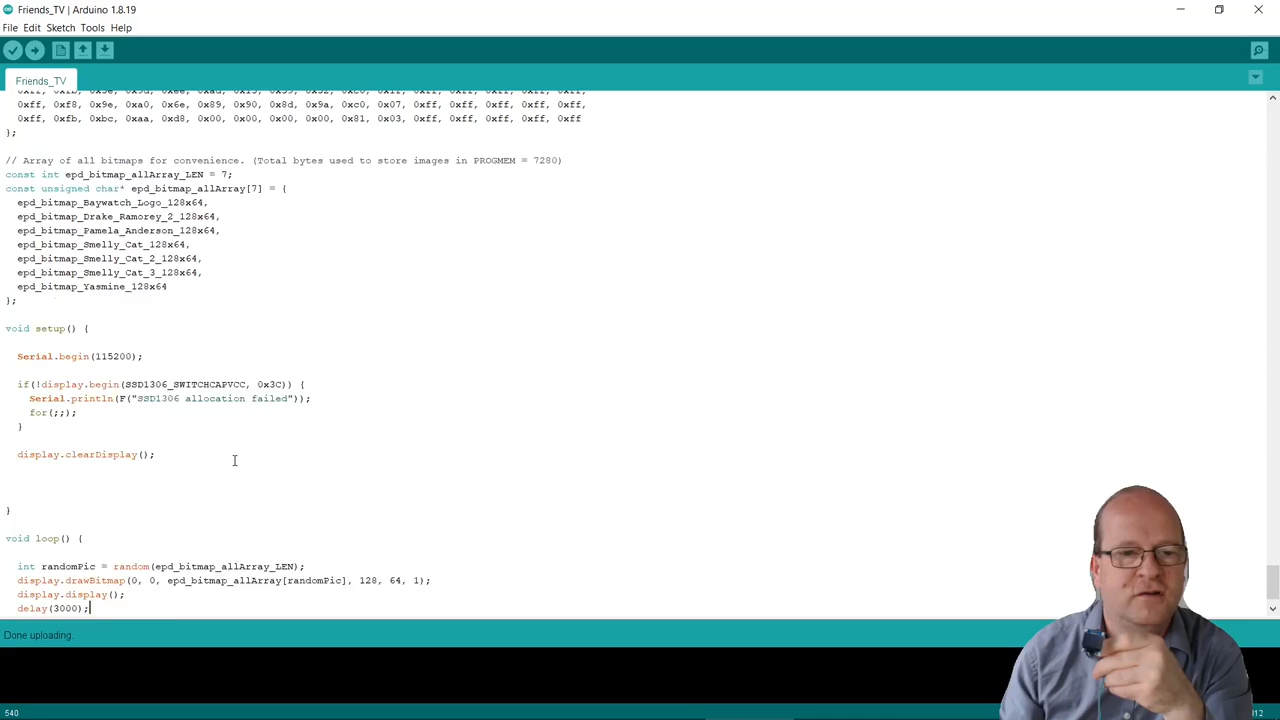 Friends_TV | Arduino 1.8.19
File Edit Sketch Tools Help
Friends_TV
0xff, 0xf8, 0x9e, 0xa0, 0x6e, 0x89, 0x90, 0x8d, 0x9a, 0xc0, 0x07, 0xff, 0xff, 0xff, 0xff, 0xff,
0xff, 0xfb, 0xbc, 0xaa, 0xd8, 0x00, 0x00, 0x00, 0x00, 0x81, 0x03, 0xff, 0xff, 0xff, 0xff, 0xff
};
// Array of all bitmaps for convenience. (Total bytes used to store images in PROGMEM = 7280)
const int epd_bitmap_allArray_LEN = 7;
const unsigned char* epd_bitmap_allArray[7] = {
epd_bitmap_Baywatch_Logo_128x64,
epd_bitmap_Drake_Ramorey_2_128x64,
epd_bitmap_Pamela_Anderson_128x64,
epd_bitmap_Smelly_Cat_128x64,
epd_bitmap_Smelly_Cat_2_128x64,
epd_bitmap_Smelly_Cat_3_128x64,
epd_bitmap_Yasmine_128x64
};
void setup() {
Serial.begin(115200);
if(!display.begin(SSD1306_SWITCHCAPVCC, 0x3C)) {
Serial.println(F("SSD1306 allocation failed"));
for(;;);
}
display.clearDisplay();
}
void loop() {
int randomPic = random(epd_bitmap_allArray_LEN);
display.drawBitmap(0, 0, epd_bitmap_allArray[randomPic], 128, 64, 1);
display.display();
delay(3000);
Done uploading.
540